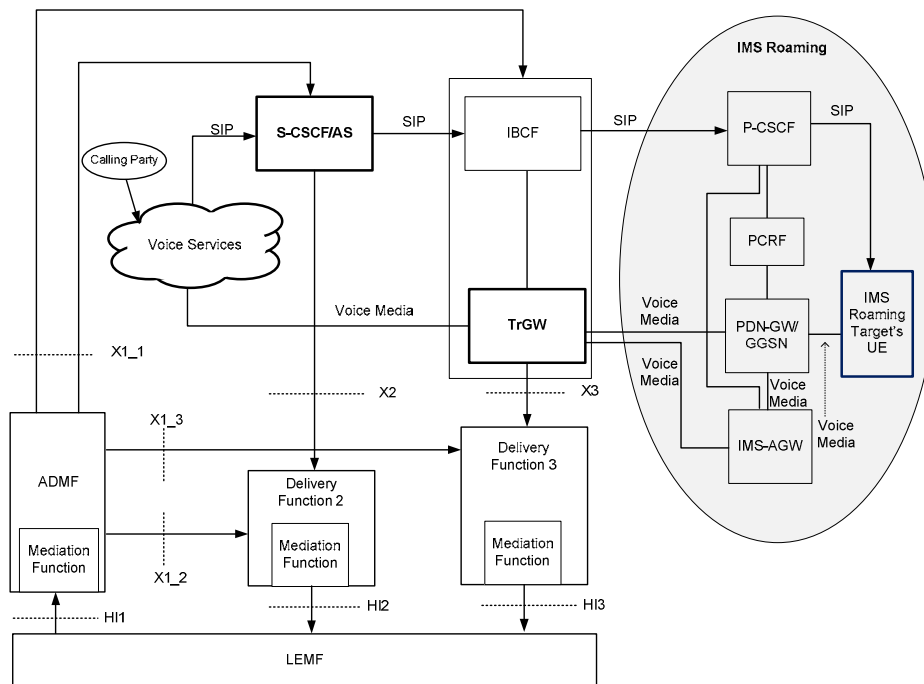 IMS Roaming
S-CSCF/AS
SIP
SIP
IBCF
SIP
P-CSCF
Calling Party
Voice Services
PCRF
Voice Media
TrGW
Voice
Media
PDN-GW/
GGSN
IMS
Roaming
Target's
UE
X1_1
Voice
Media
Voice
Media
X2
X3
Voice
Media
X1_3
IMS-AGW
ADMF
Delivery
Function 2
Delivery
Function 3
Mediation
Function
Mediation
Function
Mediation
Function
X1_2
HI1
HI2
HI3
LEMF